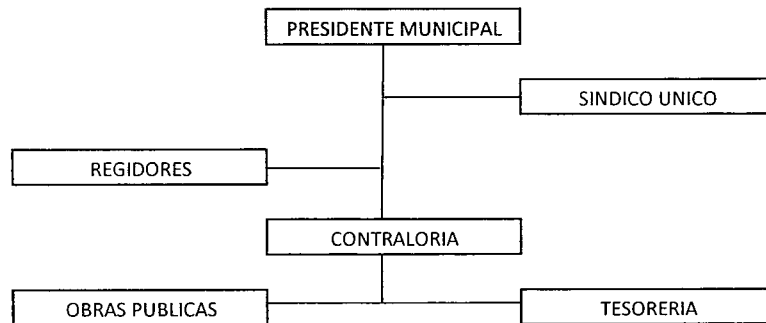 PRESIDENTE MUNICIPAL
SINDICO UNICO
REGIDORES
CONTRALORIA
OBRAS PUBLICAS
TESORERIA